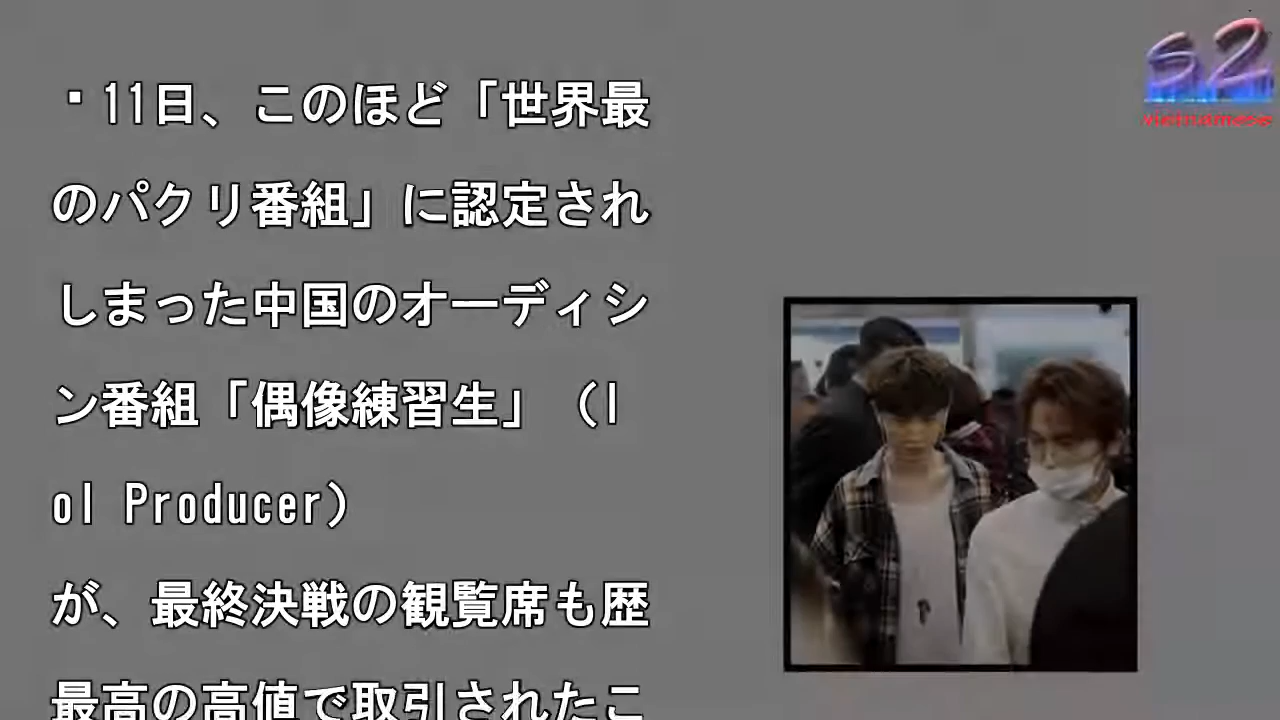 ・11日、このほど「世界最
のパクリ番組」に認定され
しまった中国のオーディシ
ン番組「偶像練習生」（I
ol Producer）
が、最終決戦の観覧席も歴
最高の高値で取引されたこ
S2
vietnamese